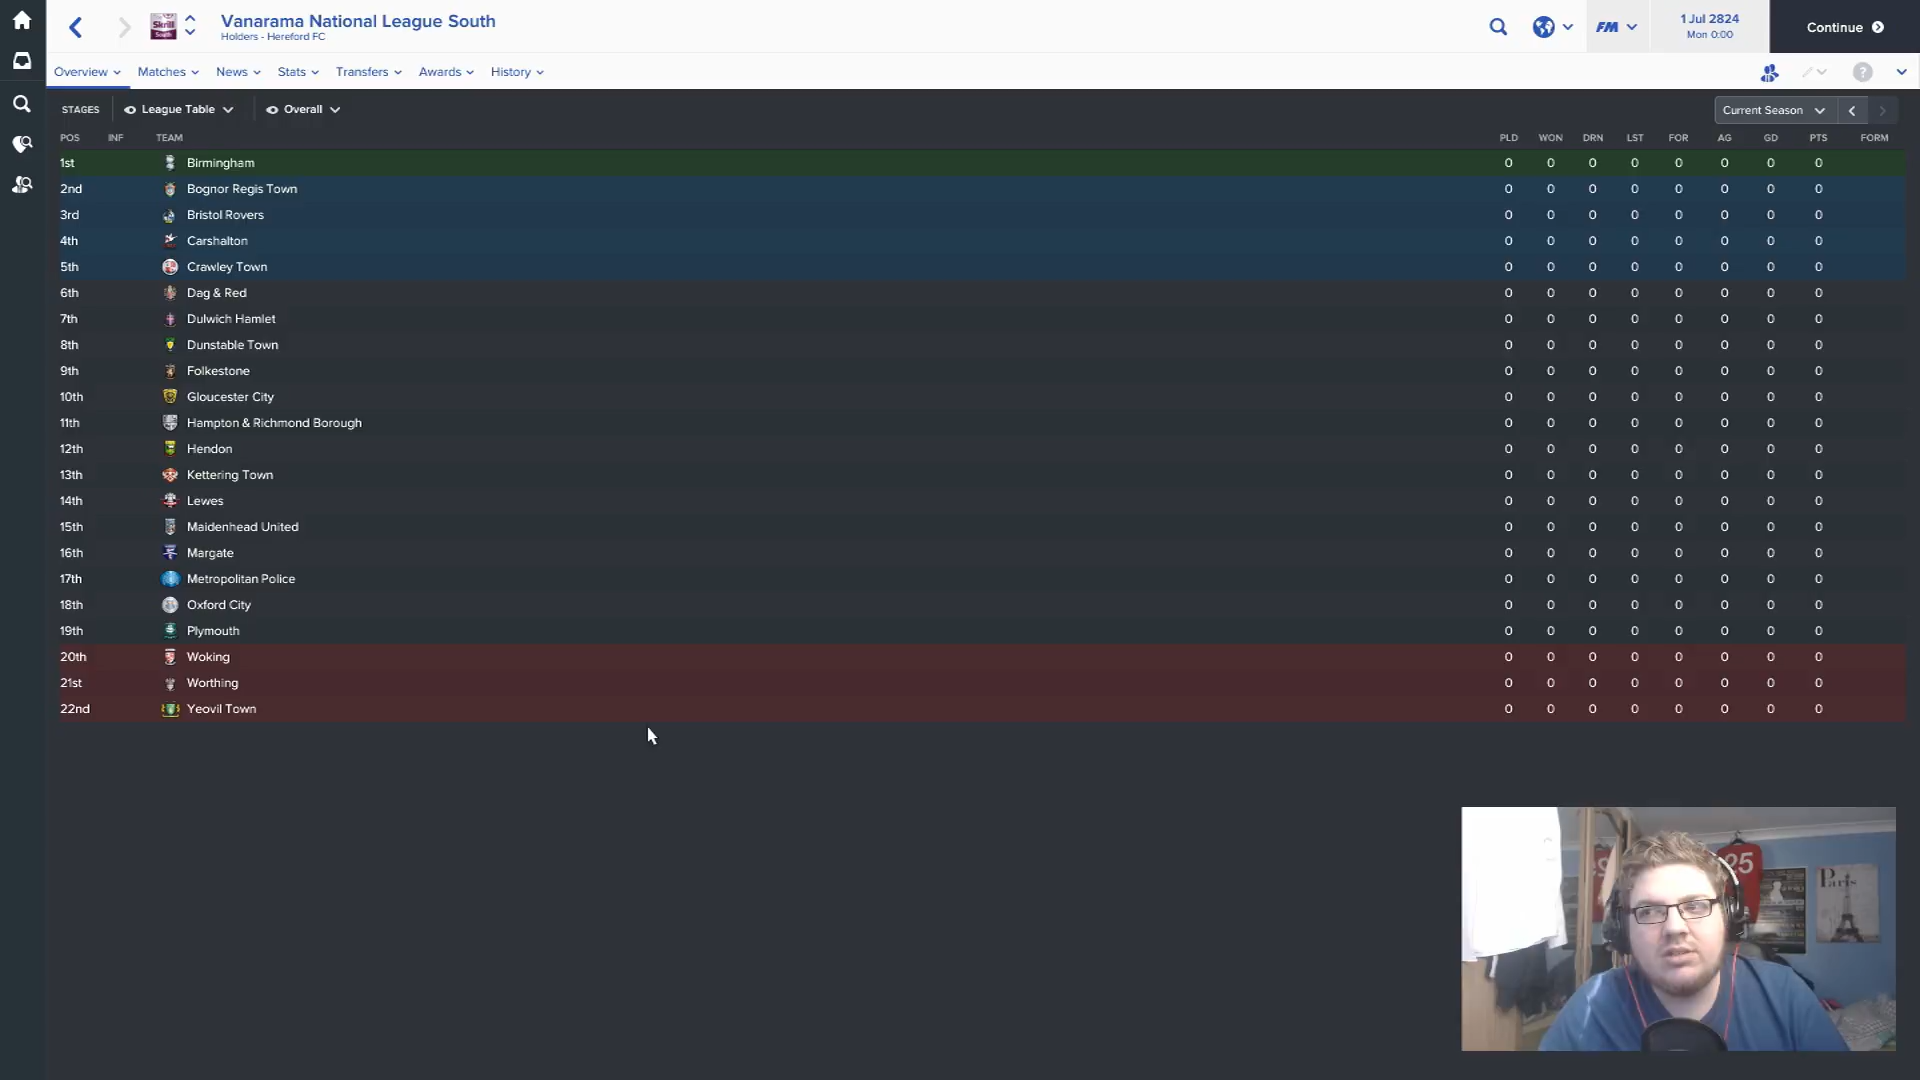 Vanarama National League South
Holders - Hereford FC
FM
1 Jul 2824
Mon 0:00
Continue
Overview Matches News Stats Transfers Awards History
?
STAGES League Table Overall Current Season
POS INF TEAM PLD WON DRN LST FOR AG GD PTS FORM
1st Birmingham 0 0 0 0 0 0 0 0
2nd Bognor Regis Town 0 0 0 0 0 0 0 0
3rd Bristol Rovers 0 0 0 0 0 0 0 0
4th Carshalton 0 0 0 0 0 0 0 0
5th Crawley Town 0 0 0 0 0 0 0 0
6th Dag & Red 0 0 0 0 0 0 0 0
7th Dulwich Hamlet 0 0 0 0 0 0 0 0
8th Dunstable Town 0 0 0 0 0 0 0 0
9th Folkestone 0 0 0 0 0 0 0 0
10th Gloucester City 0 0 0 0 0 0 0 0
11th Hampton & Richmond Borough 0 0 0 0 0 0 0 0
12th Hendon 0 0 0 0 0 0 0 0
13th Kettering Town 0 0 0 0 0 0 0 0
14th Lewes 0 0 0 0 0 0 0 0
15th Maidenhead United 0 0 0 0 0 0 0 0
16th Margate 0 0 0 0 0 0 0 0
17th Metropolitan Police 0 0 0 0 0 0 0 0
18th Oxford City 0 0 0 0 0 0 0 0
19th Plymouth 0 0 0 0 0 0 0 0
20th Woking 0 0 0 0 0 0 0 0
21st Worthing 0 0 0 0 0 0 0 0
22nd Yeovil Town 0 0 0 0 0 0 0 0
Skrill
South
25
Paris